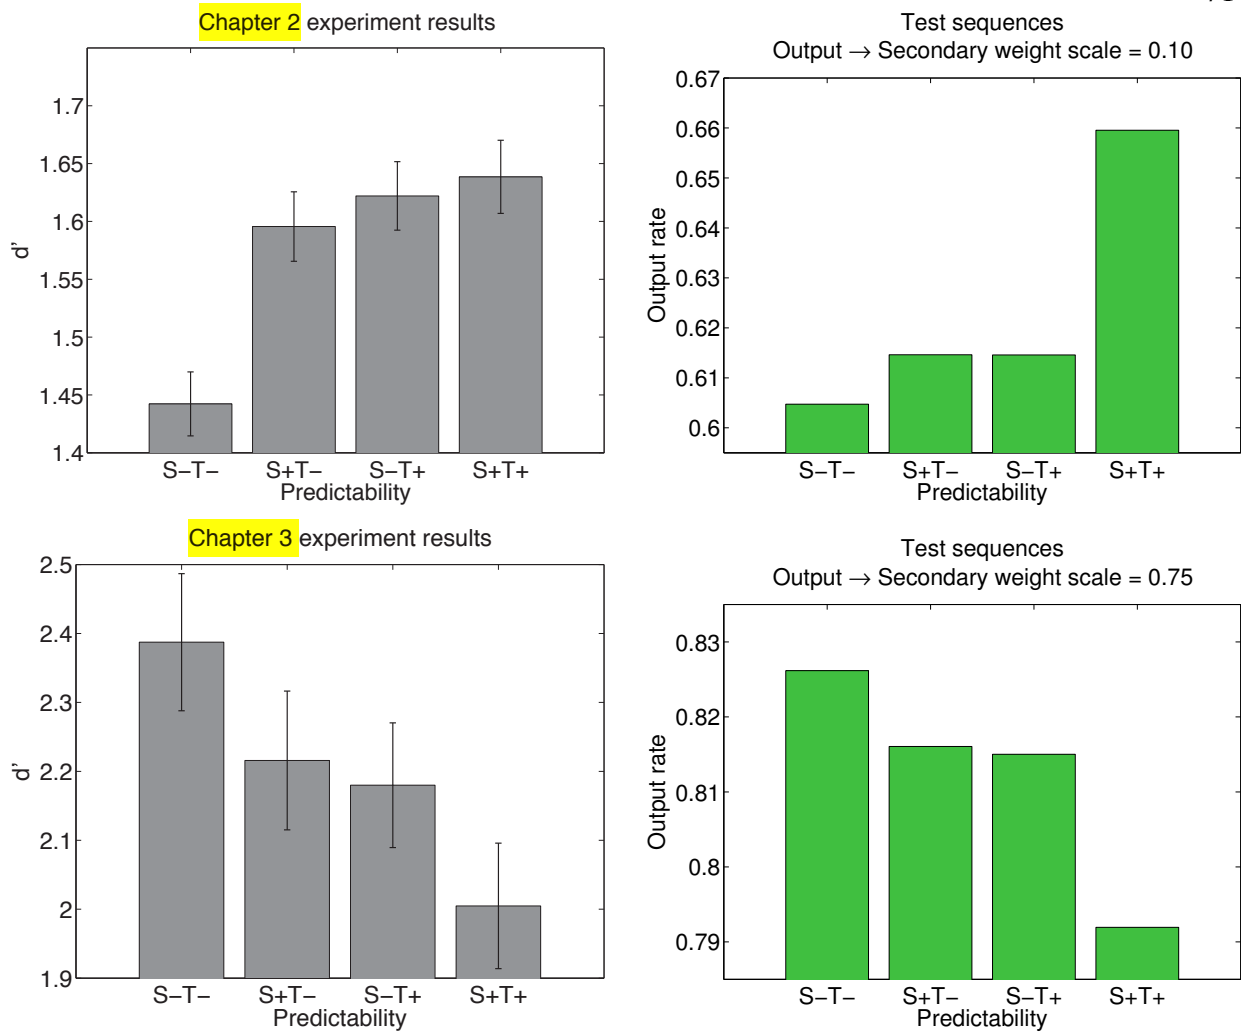 Chapter 2 experiment results
1.7
1.65
1.6
1.55
1.5
1.45
1.4
d'
S−T−
S+T−
S−T+
S+T+
Predictability
Test sequences
Output → Secondary weight scale = 0.10
0.67
0.66
0.65
0.64
0.63
0.62
0.61
0.6
Output rate
S−T−
S+T−
S−T+
S+T+
Predictability
Chapter 3 experiment results
2.5
2.4
2.3
2.2
2.1
2
1.9
d'
S−T−
S+T−
S−T+
S+T+
Predictability
Test sequences
Output → Secondary weight scale = 0.75
0.83
0.82
0.81
0.8
0.79
Output rate
S−T−
S+T−
S−T+
S+T+
Predictability